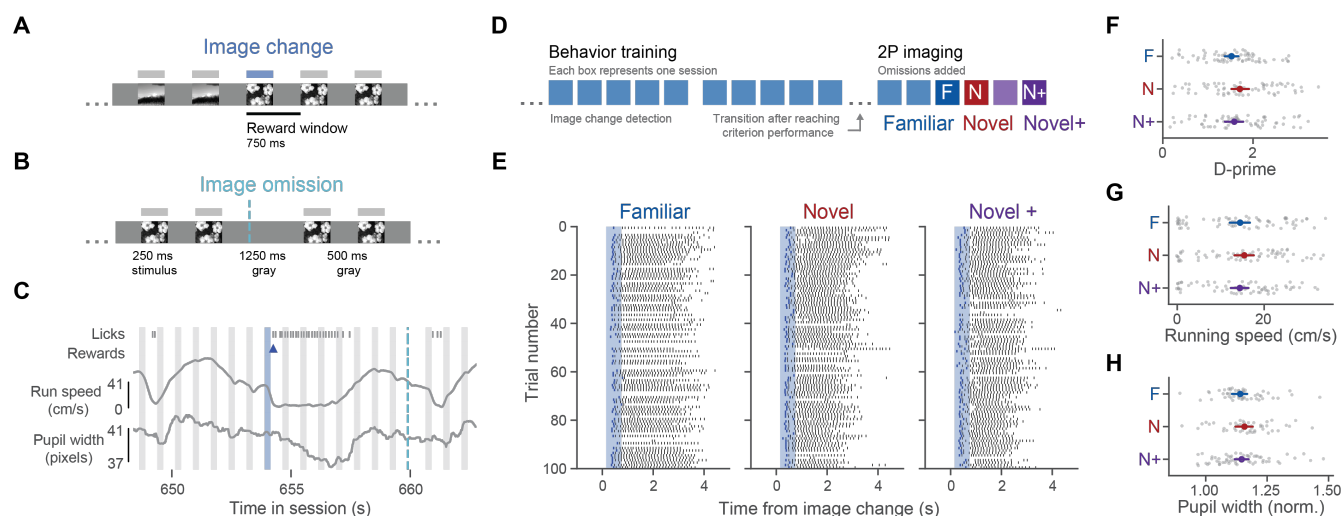 A
Image change
Reward window
750 ms
B
Image omission
250 ms
stimulus
1250 ms
gray
500 ms
gray
C
Licks
Rewards
Run speed
(cm/s)
41
0
Pupil width
(pixels)
41
37
650
655
660
Time in session (s)
D
Behavior training
Each box represents one session
Image change detection
Transition after reaching
criterion performance
2P imaging
Omissions added
F
N
N+
Familiar
Novel
Novel+
E
Familiar
Novel
Novel +
Trial number
0
20
40
60
80
100
0
2
4
0
2
4
0
2
4
Time from image change (s)
F
F
N
N+
0
2
D-prime
G
F
N
N+
0
20
Running speed (cm/s)
H
F
N
N+
1.00
1.25
1.50
Pupil width (norm.)